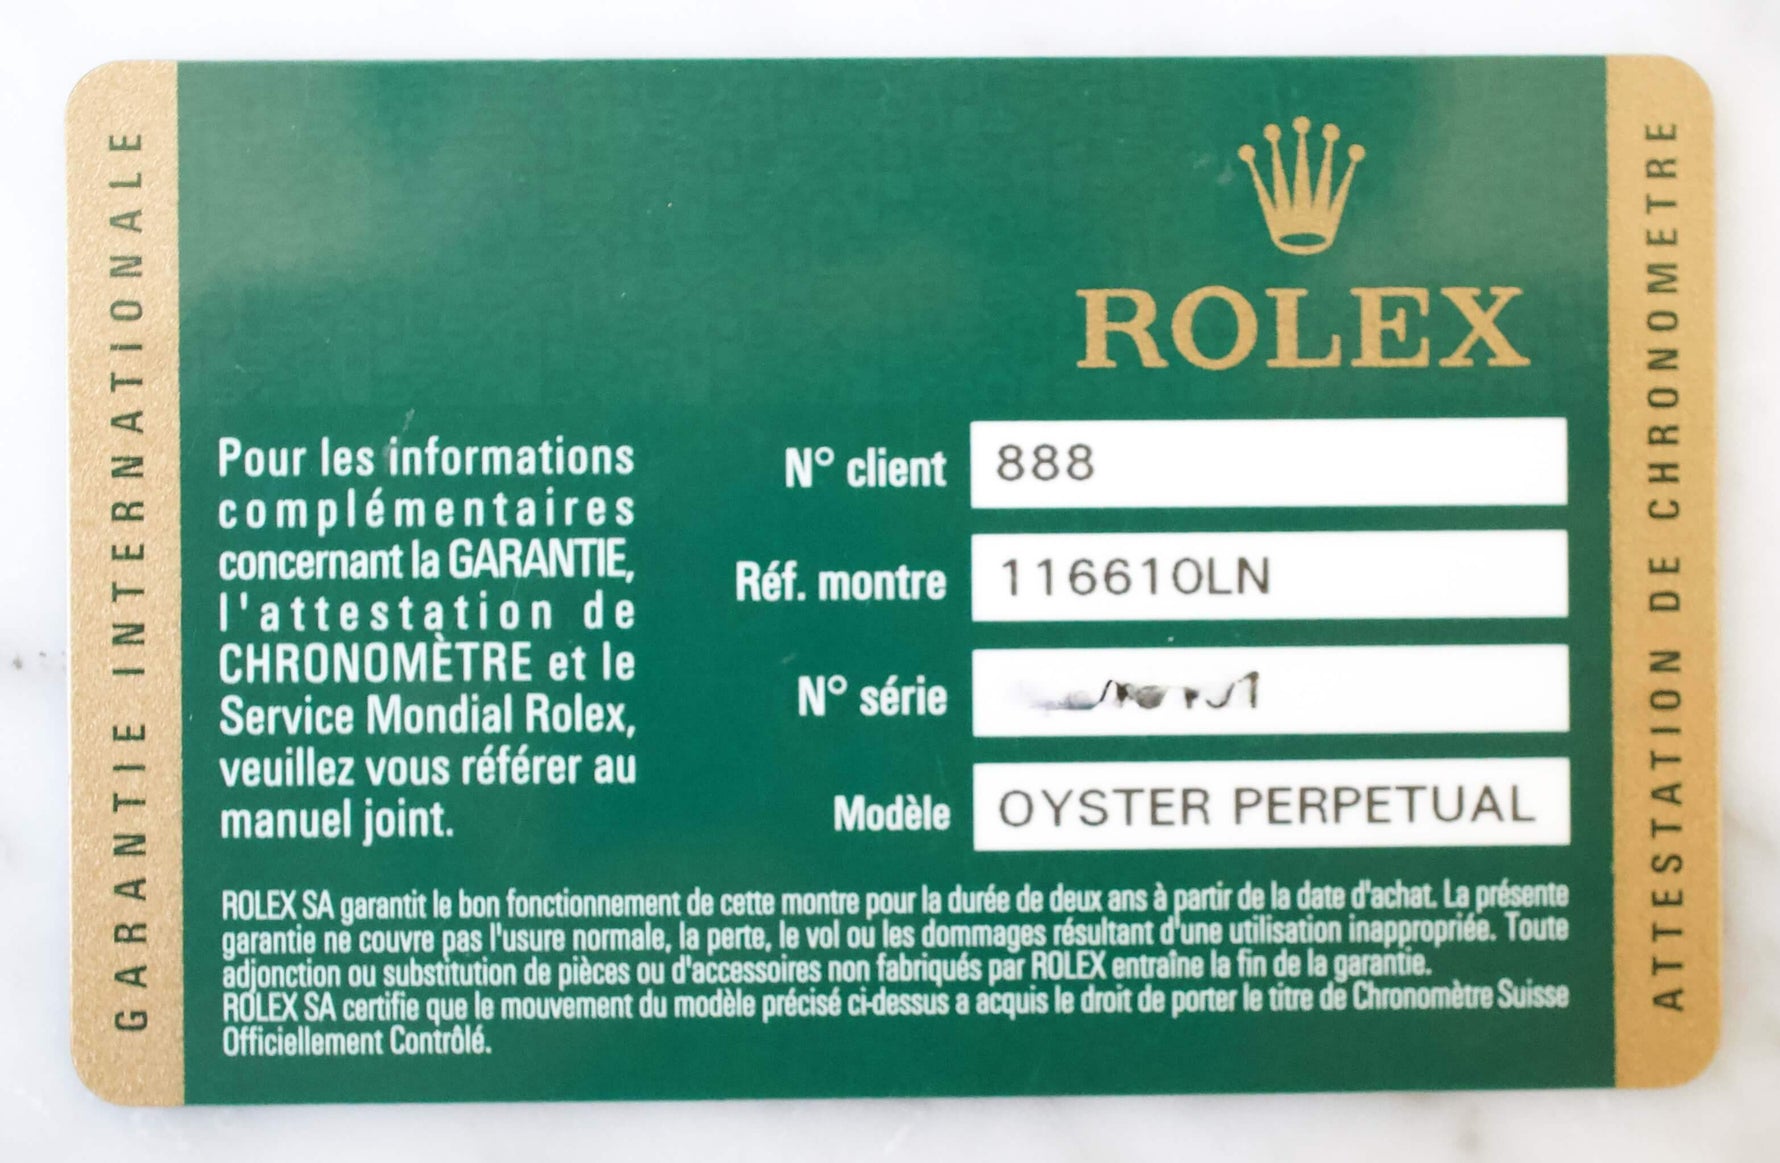 GARANTIE INTERNATIONALE
ROLEX
Pour les informations
complémentaires
concernant la GARANTIE,
l'attestation de
CHRONOMÈTRE et le
Service Mondial Rolex,
veuillez vous référer au
manuel joint.
N° client 888
Réf. montre 116610LN
N° série
Modèle OYSTER PERPETUAL
ROLEX SA garantit le bon fonctionnement de cette montre pour la durée de deux ans à partir de la date d'achat. La présente
garantie ne couvre pas l'usure normale, la perte, le vol ou les dommages résultant d'une utilisation inappropriée. Toute
adjonction ou substitution de pièces ou d'accessoires non fabriqués par ROLEX entraîne la fin de la garantie.
ROLEX SA certifie que le mouvement du modèle précisé ci-dessus a acquis le droit de porter le titre de Chronomètre Suisse
Officiellement Contrôlé.
ATTESTATION DE CHRONOMETRE